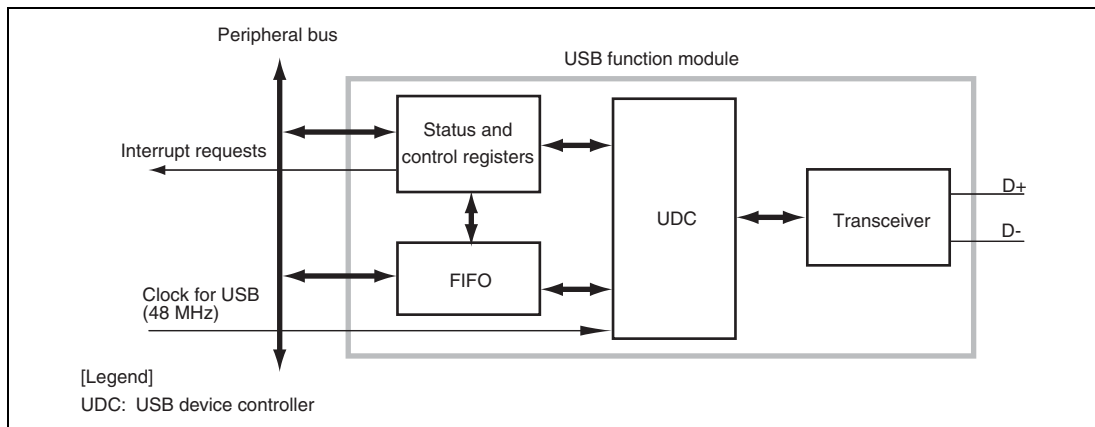 Peripheral bus
USB function module
Status and
control registers
Interrupt requests
UDC
Transceiver
D+
D-
FIFO
Clock for USB
(48 MHz)
[Legend]
UDC: USB device controller